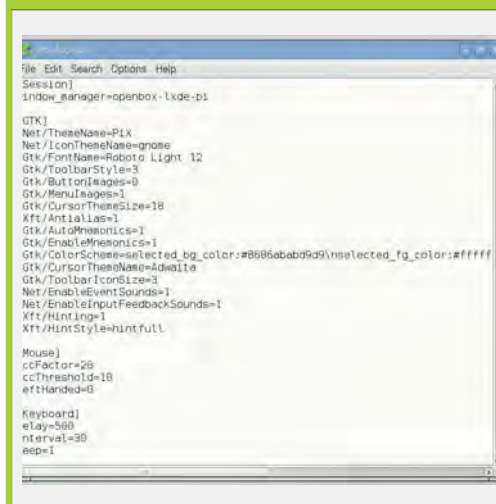 File Edit Search Options Help
Session]
indow_manager=openbox-lxde-pi
GTK]
Net/ThemeName=PiX
Net/IconThemeName=gnome
Gtk/FontName=Roboto Light 12
Gtk/ToolbarStyle=3
Gtk/ButtonImages=0
Gtk/MenuImages=1
Gtk/CursorThemeSize=18
Xft/Antialias=1
Gtk/AutoMnemonics=1
Gtk/EnableMnemonics=1
Gtk/ColorScheme=selected_bg_color:#8686ababd9d9\nselected_fg_color:#fffff
Gtk/CursorThemeName=Adwaita
Gtk/ToolbarIconSize=3
Net/EnableEventSounds=1
Net/EnableInputFeedbackSounds=1
Xft/Hinting=1
Xft/HintStyle=hintfull
Mouse]
ccFactor=20
ccThreshold=10
eftHanded=0
Keyboard]
elay=500
nterval=30
eep=1